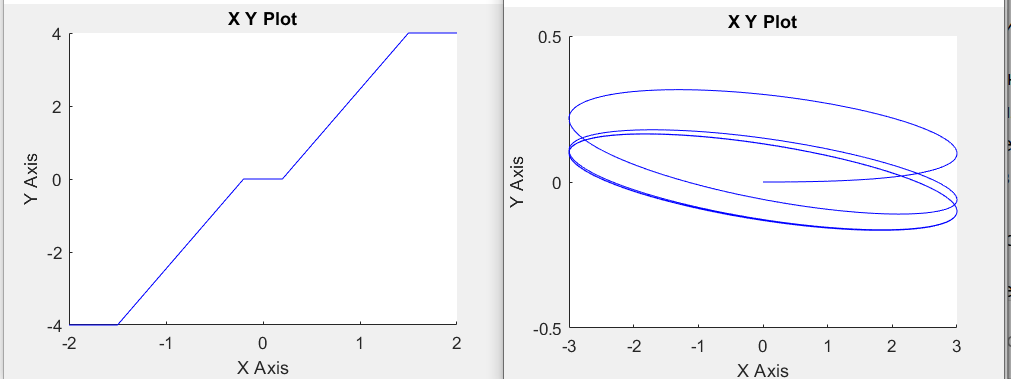 X Y Plot
4
2
0
-2
-4
-2 -1 0 1 2
X Axis
Y Axis
X Y Plot
0.5
0
-0.5
-3 -2 -1 0 1 2 3
X Axis
Y Axis